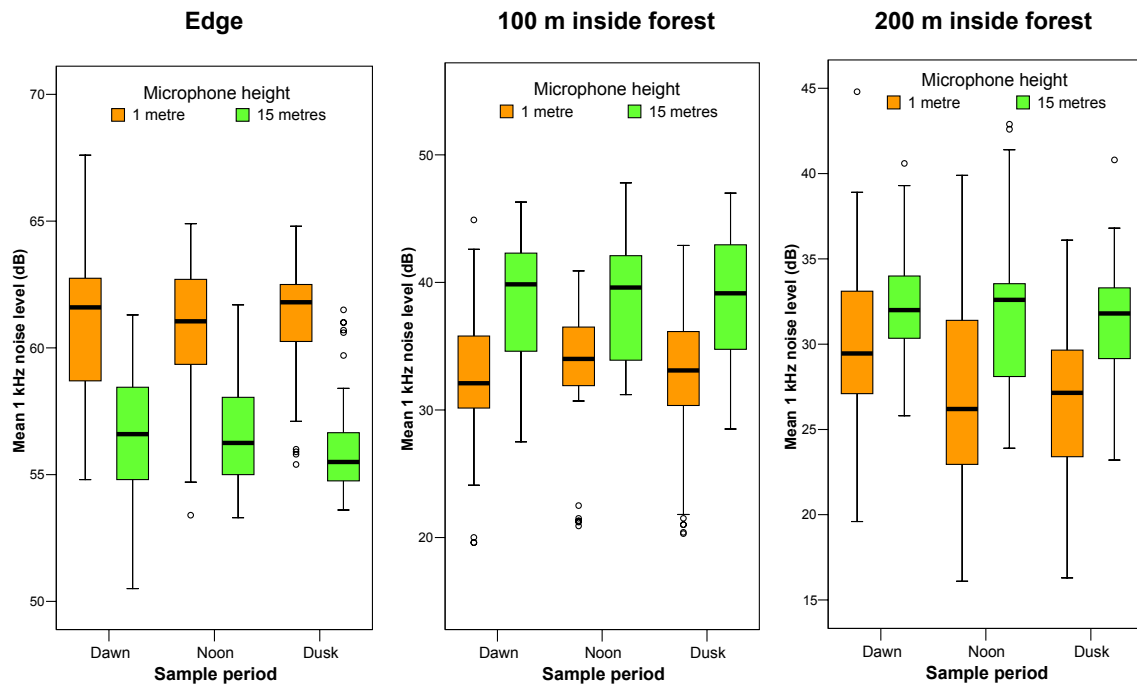 Edge
Microphone height
1 metre 15 metres
Mean 1 kHz noise level (dB)
70
65
60
55
50
Dawn Noon Dusk
Sample period
100 m inside forest
Microphone height
1 metre 15 metres
Mean 1 kHz noise level (dB)
50
40
30
20
Dawn Noon Dusk
Sample period
200 m inside forest
Microphone height
1 metre 15 metres
Mean 1 kHz noise level (dB)
45
40
35
30
25
20
15
Dawn Noon Dusk
Sample period